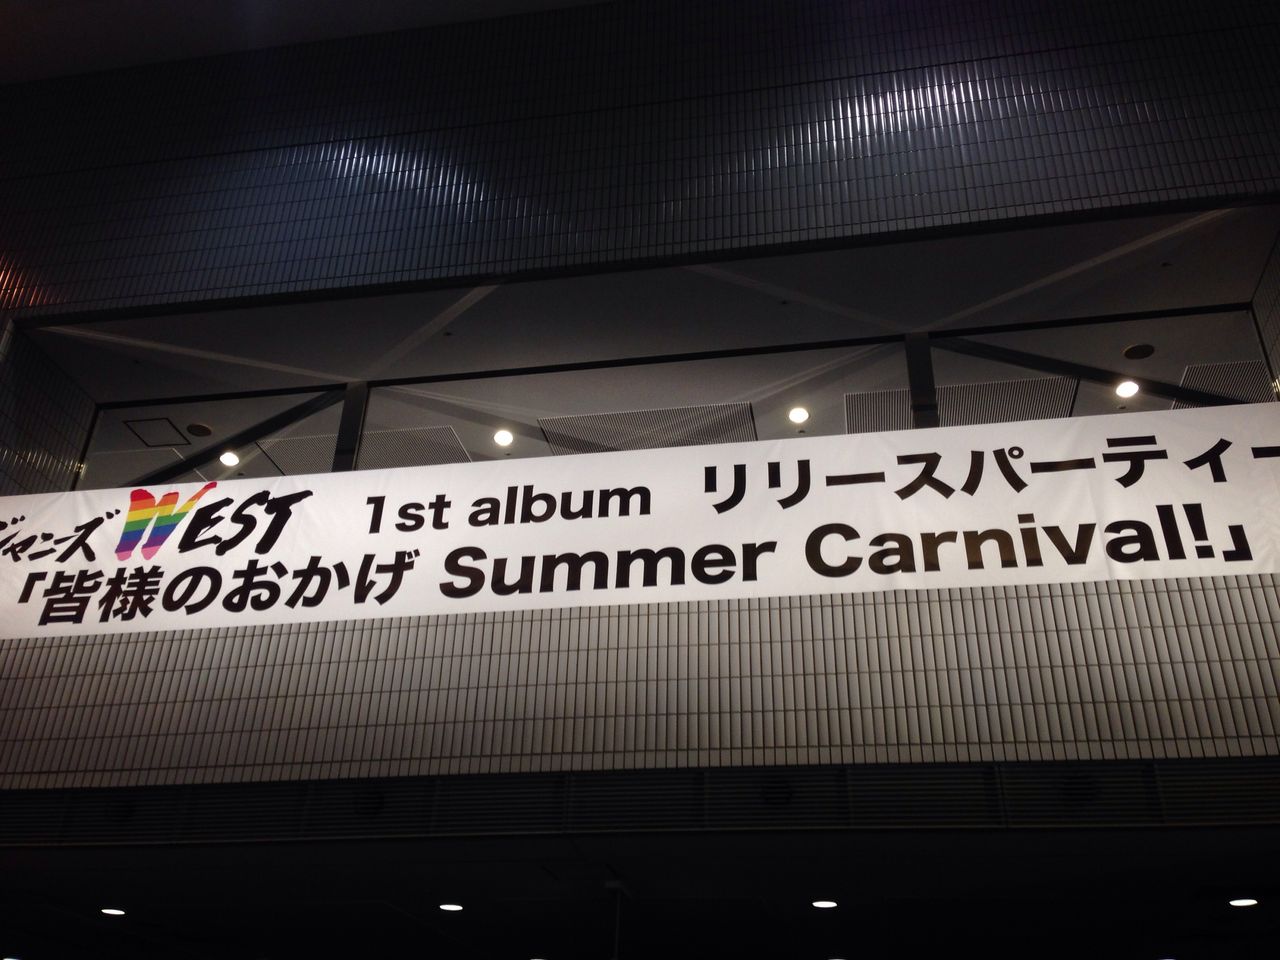 ジャニーズWEST 1st album リリースパーティー
「皆様のおかげ Summer Carnival!」